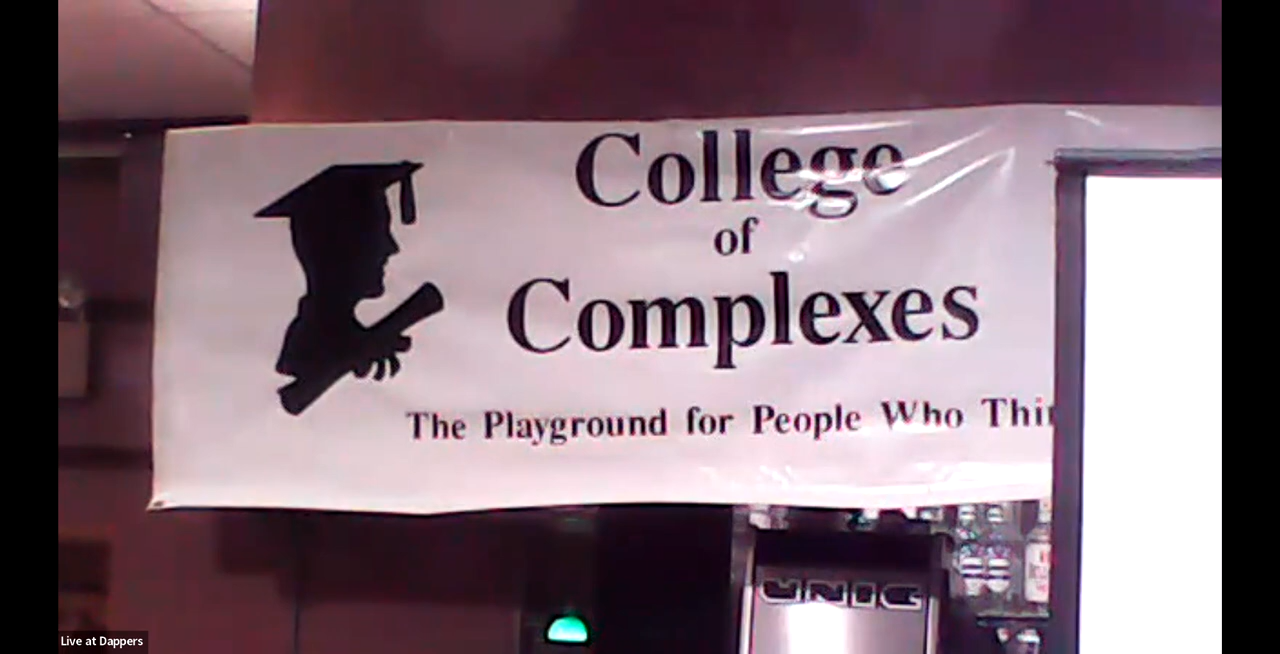 College
of
Complexes
The Playground for People Who Thi
UNIC
Live at Dappers